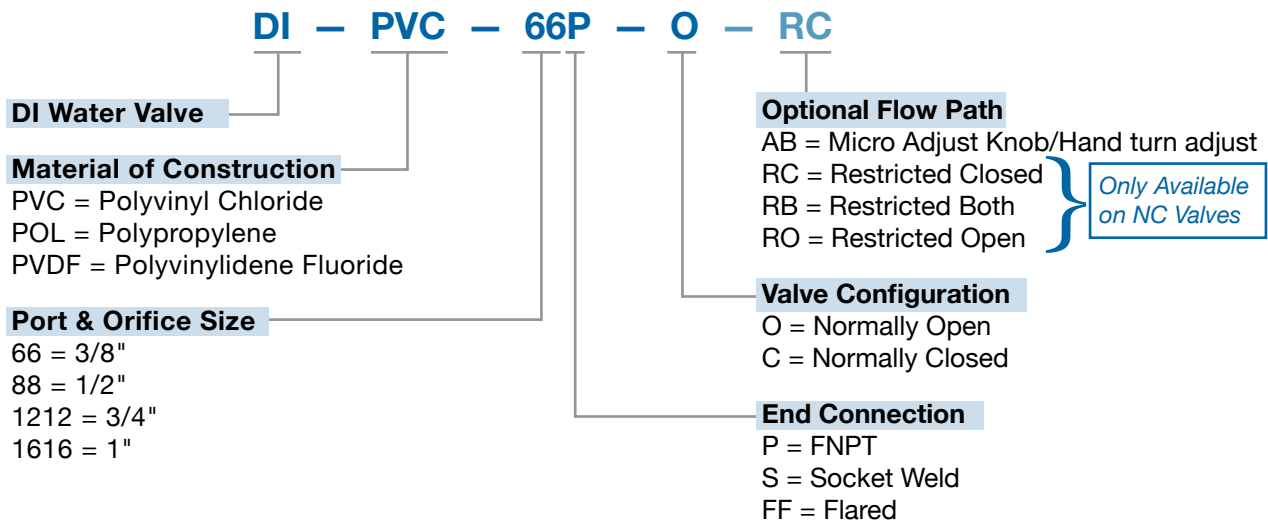 DI – PVC – 66P – O – RC
DI Water Valve
Material of Construction
PVC = Polyvinyl Chloride
POL = Polypropylene
PVDF = Polyvinylidene Fluoride
Port & Orifice Size
66 = 3/8"
88 = 1/2"
1212 = 3/4"
1616 = 1"
Optional Flow Path
AB = Micro Adjust Knob/Hand turn adjust
RC = Restricted Closed
RB = Restricted Both
RO = Restricted Open
Only Available
on NC Valves
Valve Configuration
O = Normally Open
C = Normally Closed
End Connection
P = FNPT
S = Socket Weld
FF = Flared